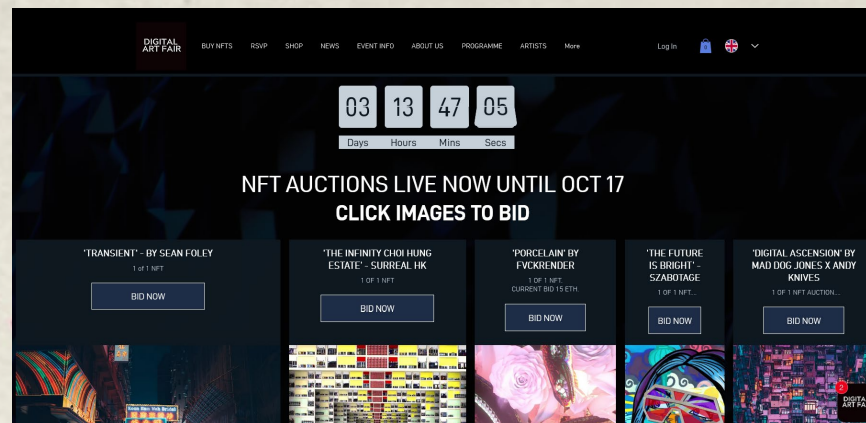 DIGITAL
ART FAIR
BUY NFTS
RSVP
SHOP
NEWS
EVENT INFO
ABOUT US
PROGRAMME
ARTISTS
More
Log In
0
03
13
47
05
Days
Hours
Mins
Secs
NFT AUCTIONS LIVE NOW UNTIL OCT 17
CLICK IMAGES TO BID
'TRANSIENT' - BY SEAN FOLEY
1 of 1 NFT
BID NOW
'THE INFINITY CHOI HUNG
ESTATE' - SURREAL HK
1 OF 1 NFT
BID NOW
'PORCELAIN' BY
FVCKRENDER
1 OF 1 NFT.
CURRENT BID 15 ETH.
BID NOW
'THE FUTURE
IS BRIGHT' -
SZABOTAGE
1 OF 1 NFT...
BID NOW
'DIGITAL ASCENSION' BY
MAD DOG JONES X ANDY
KNIVES
1 OF 1 NFT AUCTION...
BID NOW
2
DIGITA
ART FA